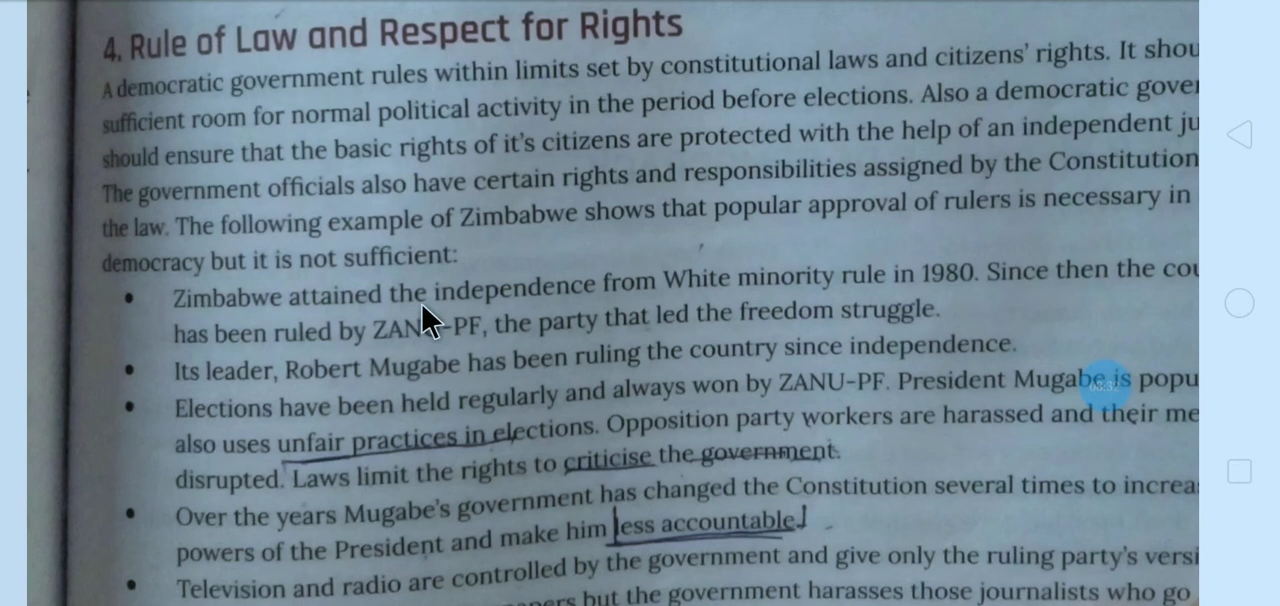 4. Rule of Law and Respect for Rights
A democratic government rules within limits set by constitutional laws and citizens' rights. It shou
sufficient room for normal political activity in the period before elections. Also a democratic gover
should ensure that the basic rights of it's citizens are protected with the help of an independent ju
The government officials also have certain rights and responsibilities assigned by the Constitution
the law. The following example of Zimbabwe shows that popular approval of rulers is necessary in
democracy but it is not sufficient:
• Zimbabwe attained the independence from White minority rule in 1980. Since then the cou
has been ruled by ZANU-PF, the party that led the freedom struggle.
• Its leader, Robert Mugabe has been ruling the country since independence.
• Elections have been held regularly and always won by ZANU-PF. President Mugabe is popu
also uses unfair practices in elections. Opposition party workers are harassed and their me
disrupted. Laws limit the rights to criticise the government.
• Over the years Mugabe's government has changed the Constitution several times to increa
powers of the President and make him less accountable.
• Television and radio are controlled by the government and give only the ruling party's versi
but the government harasses those journalists who go